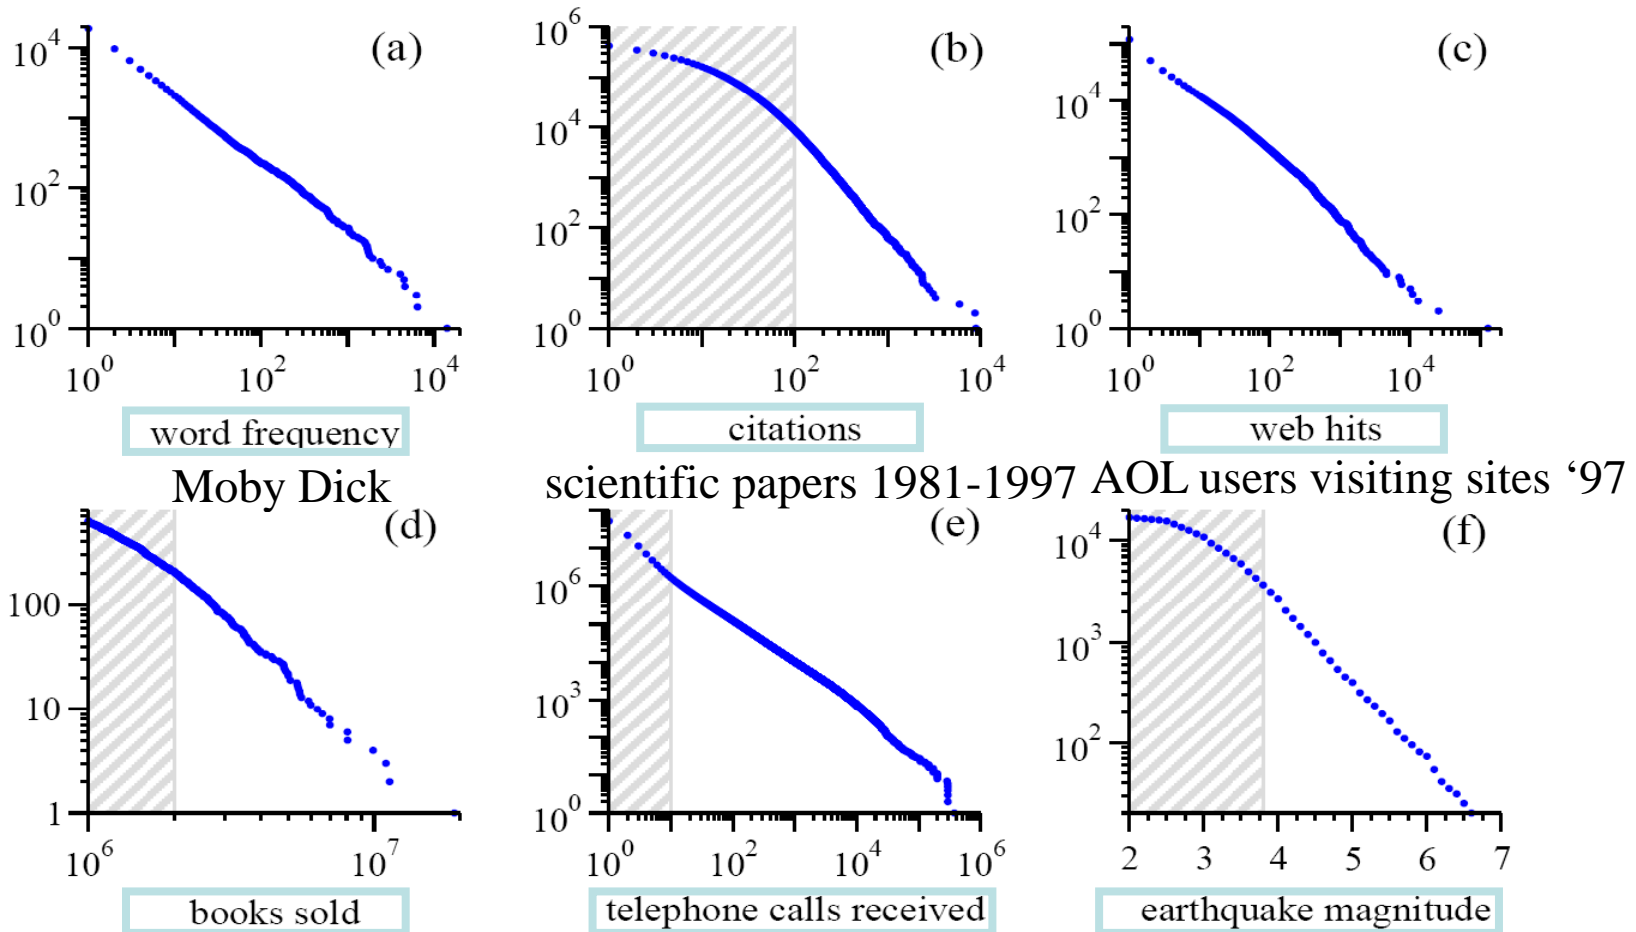 (a)
10^4
10^2
10^0
10^0 10^2 10^4
word frequency
Moby Dick
(b)
10^6
10^4
10^2
10^0
10^0 10^2 10^4
citations
scientific papers 1981-1997
(c)
10^4
10^2
10^0
10^0 10^2 10^4
web hits
AOL users visiting sites ‘97
(d)
100
10
1
10^6 10^7
books sold
(e)
10^6
10^3
10^0
10^0 10^2 10^4 10^6
telephone calls received
(f)
10^4
10^3
10^2
2 3 4 5 6 7
earthquake magnitude